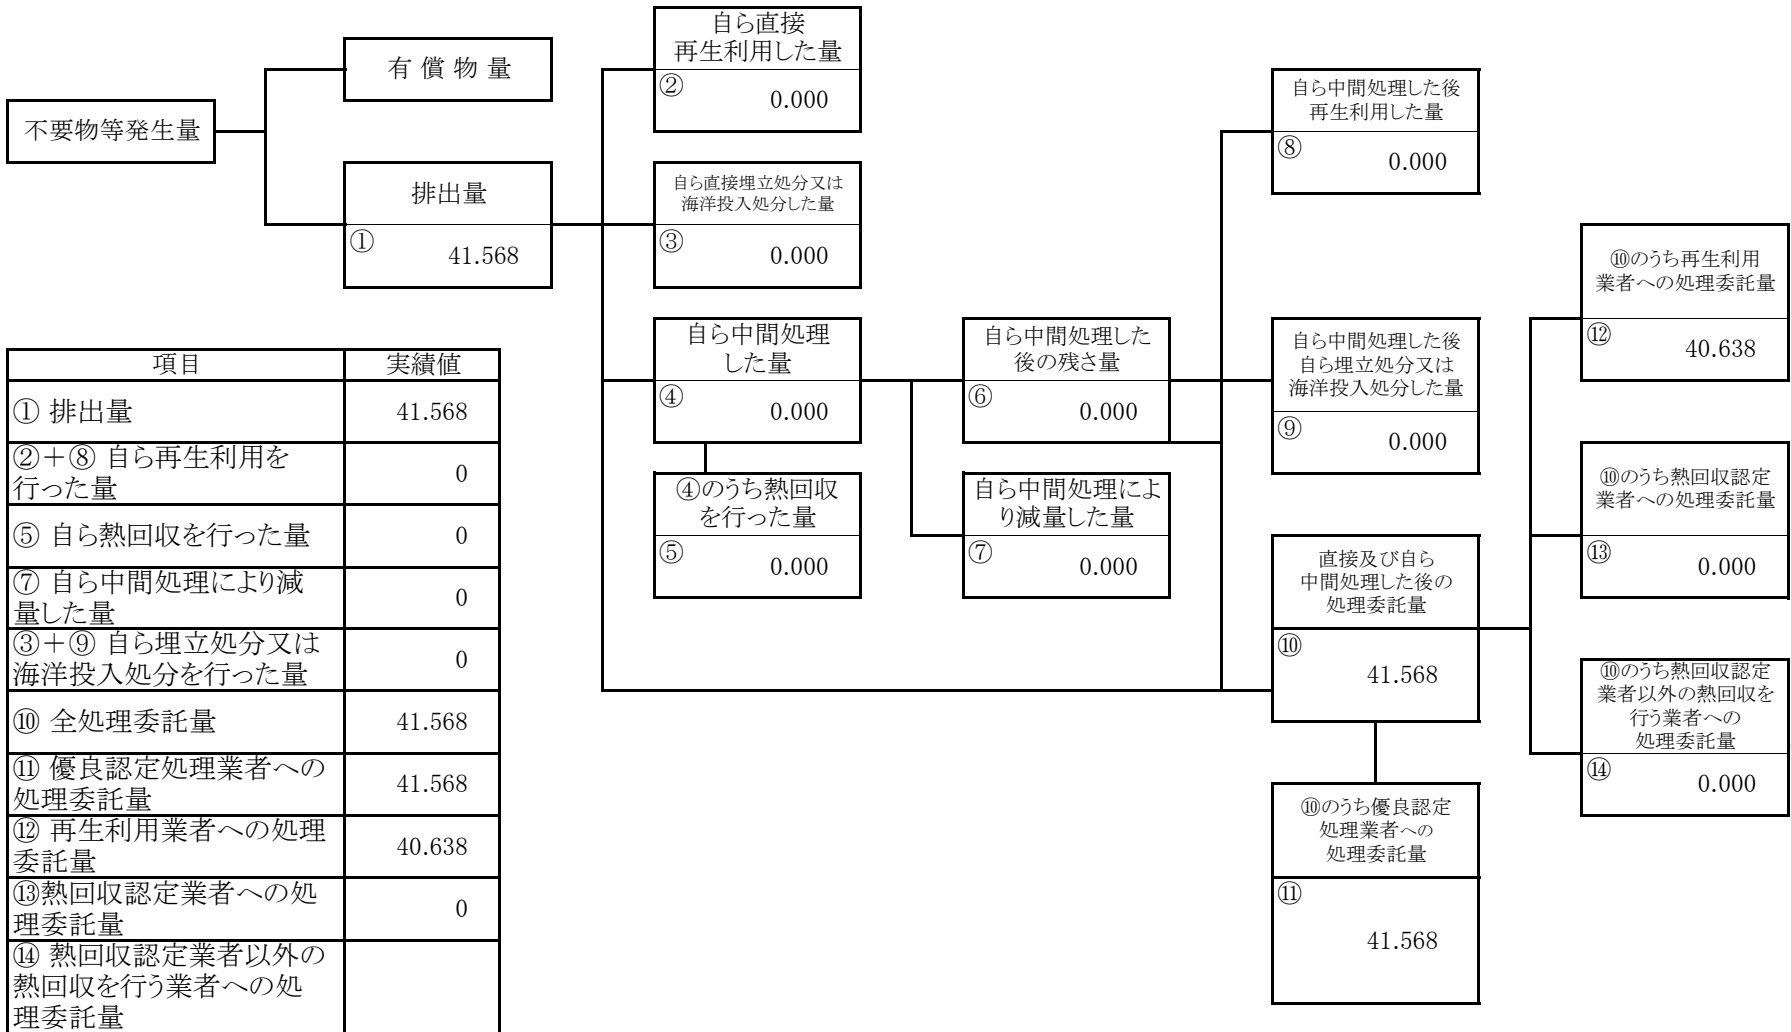 不要物等発生量
有 償 物 量
排出量
①
41.568
自ら直接
再生利用した量
②
0.000
自ら直接埋立処分又は
海洋投入処分した量
③
0.000
自ら中間処理
した量
④
0.000
④のうち熱回収
を行った量
⑤
0.000
自ら中間処理した
後の残さ量
⑥
0.000
自ら中間処理によ
り減量した量
⑦
0.000
自ら中間処理した後
再生利用した量
⑧
0.000
自ら中間処理した後
自ら埋立処分又は
海洋投入処分した量
⑨
0.000
直接及び自ら
中間処理した後の
処理委託量
⑩
41.568
⑩のうち優良認定
処理業者への
処理委託量
⑪
41.568
⑩のうち再生利用
業者への処理委託量
⑫
40.638
⑩のうち熱回収認定
業者への処理委託量
⑬
0.000
⑩のうち熱回収認定
業者以外の熱回収を
行う業者への
処理委託量
⑭
0.000
項目 実績値
① 排出量 41.568
②＋⑧ 自ら再生利用を
行った量
0
⑤ 自ら熱回収を行った量 0
⑦ 自ら中間処理により減
量した量
0
③＋⑨ 自ら埋立処分又は
海洋投入処分を行った量
0
⑩ 全処理委託量 41.568
⑪ 優良認定処理業者への
処理委託量
41.568
⑫ 再生利用業者への処理
委託量
40.638
⑬熱回収認定業者への処
理委託量
0
⑭ 熱回収認定業者以外の
熱回収を行う業者への処
理委託量